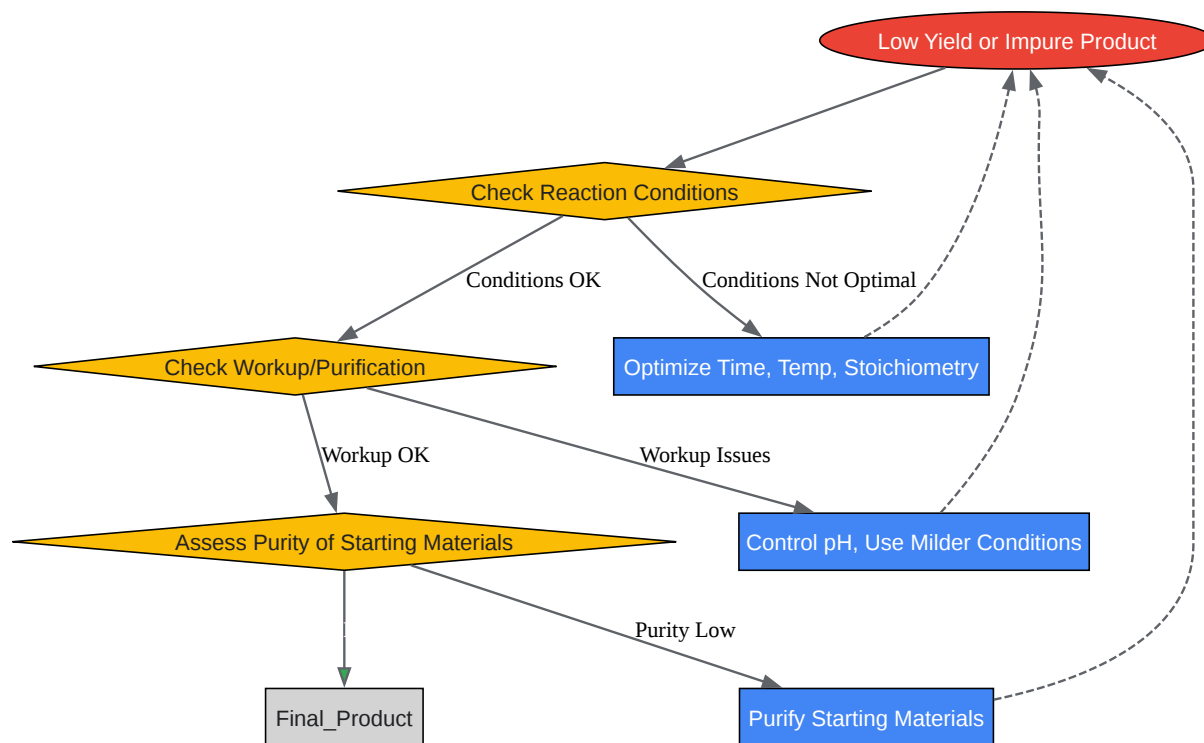 Low Yield or Impure Product
Check Reaction Conditions
Conditions OK
Conditions Not Optimal
Check Workup/Purification
Optimize Time, Temp, Stoichiometry
Workup OK
Workup Issues
Assess Purity of Starting Materials
Control pH, Use Milder Conditions
Purity Low
Final_Product
Purify Starting Materials